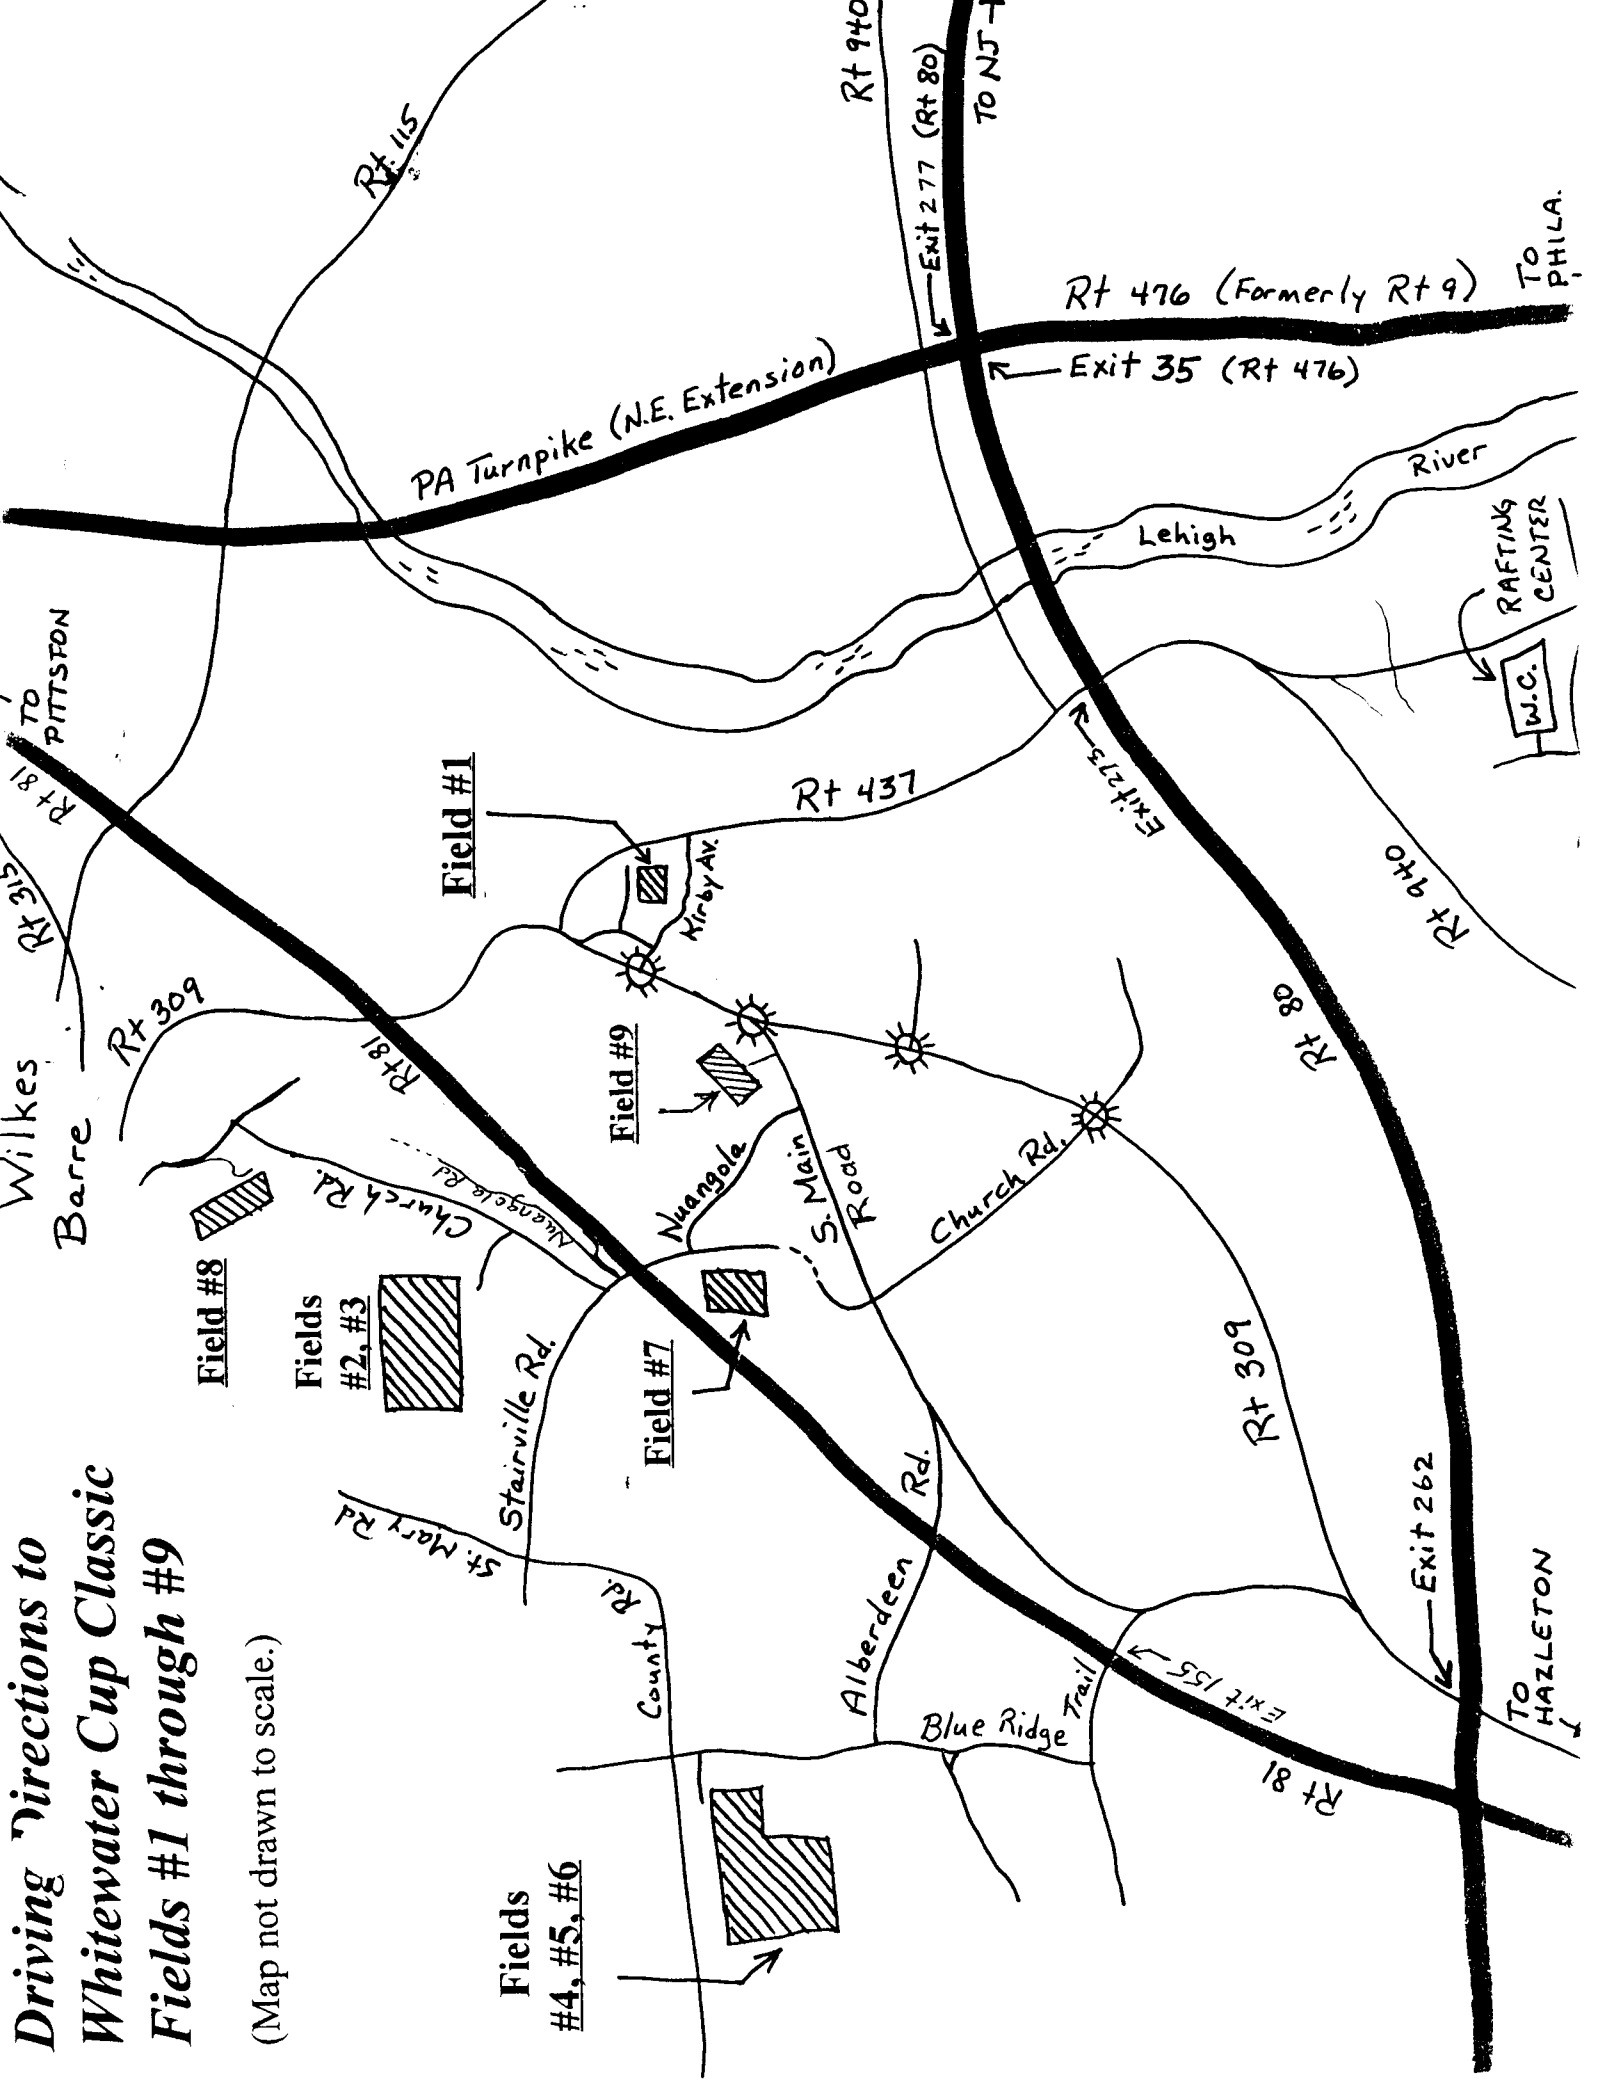 Driving Directions to
Whitewater Cup Classic
Fields #1 through #9
(Map not drawn to scale.)
Wilkes
Barre
Rt 315
Rt 81
TO
PITTSTON
Rt. 115
Rt 309
Rt 81
Field #8
Church Rd.
Nuangola Rd
Fields
#2, #3
Field #1
PA Turnpike (N.E. Extension)
Rt 940
Exit 277 (Rt 80)
TO NJ
St. Mary Rd
Stairville Rd.
Field #9
Kirby Av.
Rt 437
Nuangola
Field #7
S. Main
Road
Church Rd.
County Rd.
Fields
#4, #5, #6
Alberdeen Rd.
Blue Ridge
Trail
Exit 155
Rt 81
Rt 309
Rt 80
Exit 273
Rt 940
Exit 35 (Rt 476)
Rt 476 (Formerly Rt 9)
TO
PHILA.
Lehigh River
RAFTING
CENTER
W.C.
Exit 262
TO
HAZLETON